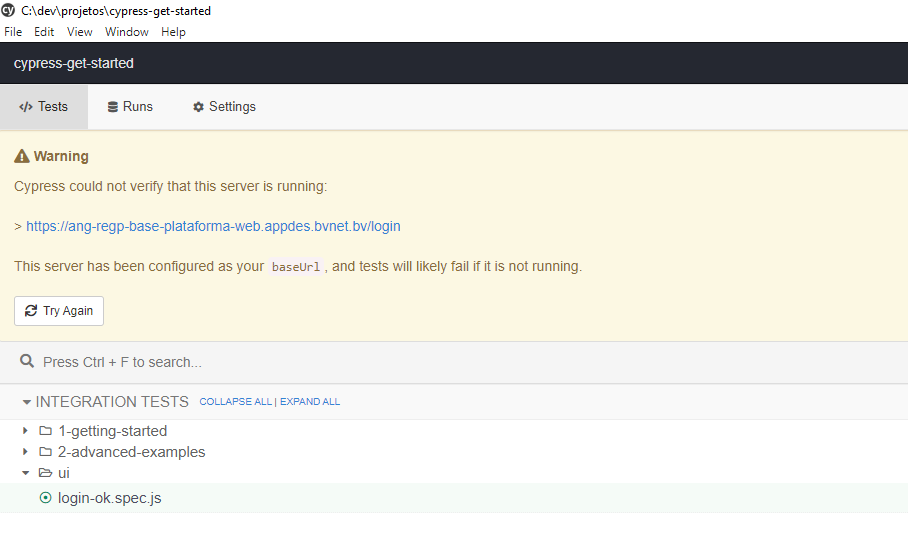 cy C:\dev\projetos\cypress-get-started
File Edit View Window Help
cypress-get-started
</> Tests Runs Settings
Warning
Cypress could not verify that this server is running:
> https://ang-regp-base-plataforma-web.appdes.bvnet.bv/login
This server has been configured as your baseUrl, and tests will likely fail if it is not running.
Try Again
Press Ctrl + F to search...
INTEGRATION TESTS COLLAPSE ALL | EXPAND ALL
1-getting-started
2-advanced-examples
ui
login-ok.spec.js